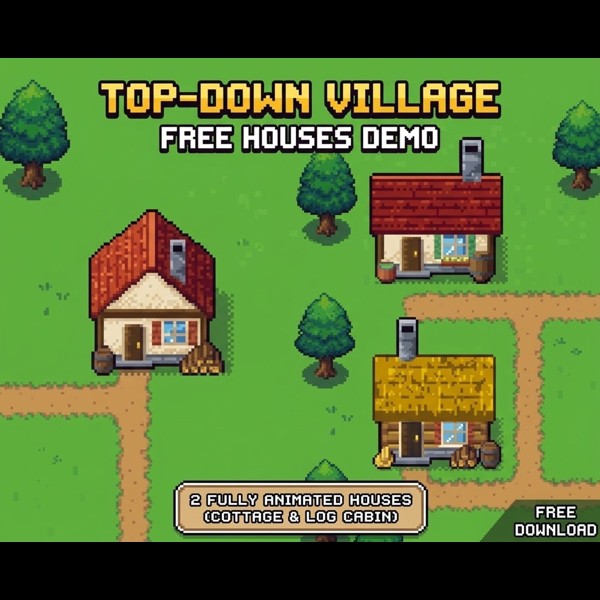 TOP-DOWN VILLAGE
FREE HOUSES DEMO
2 FULLY ANIMATED HOUSES
(COTTAGE & LOG CABIN)
FREE
DOWNLOAD